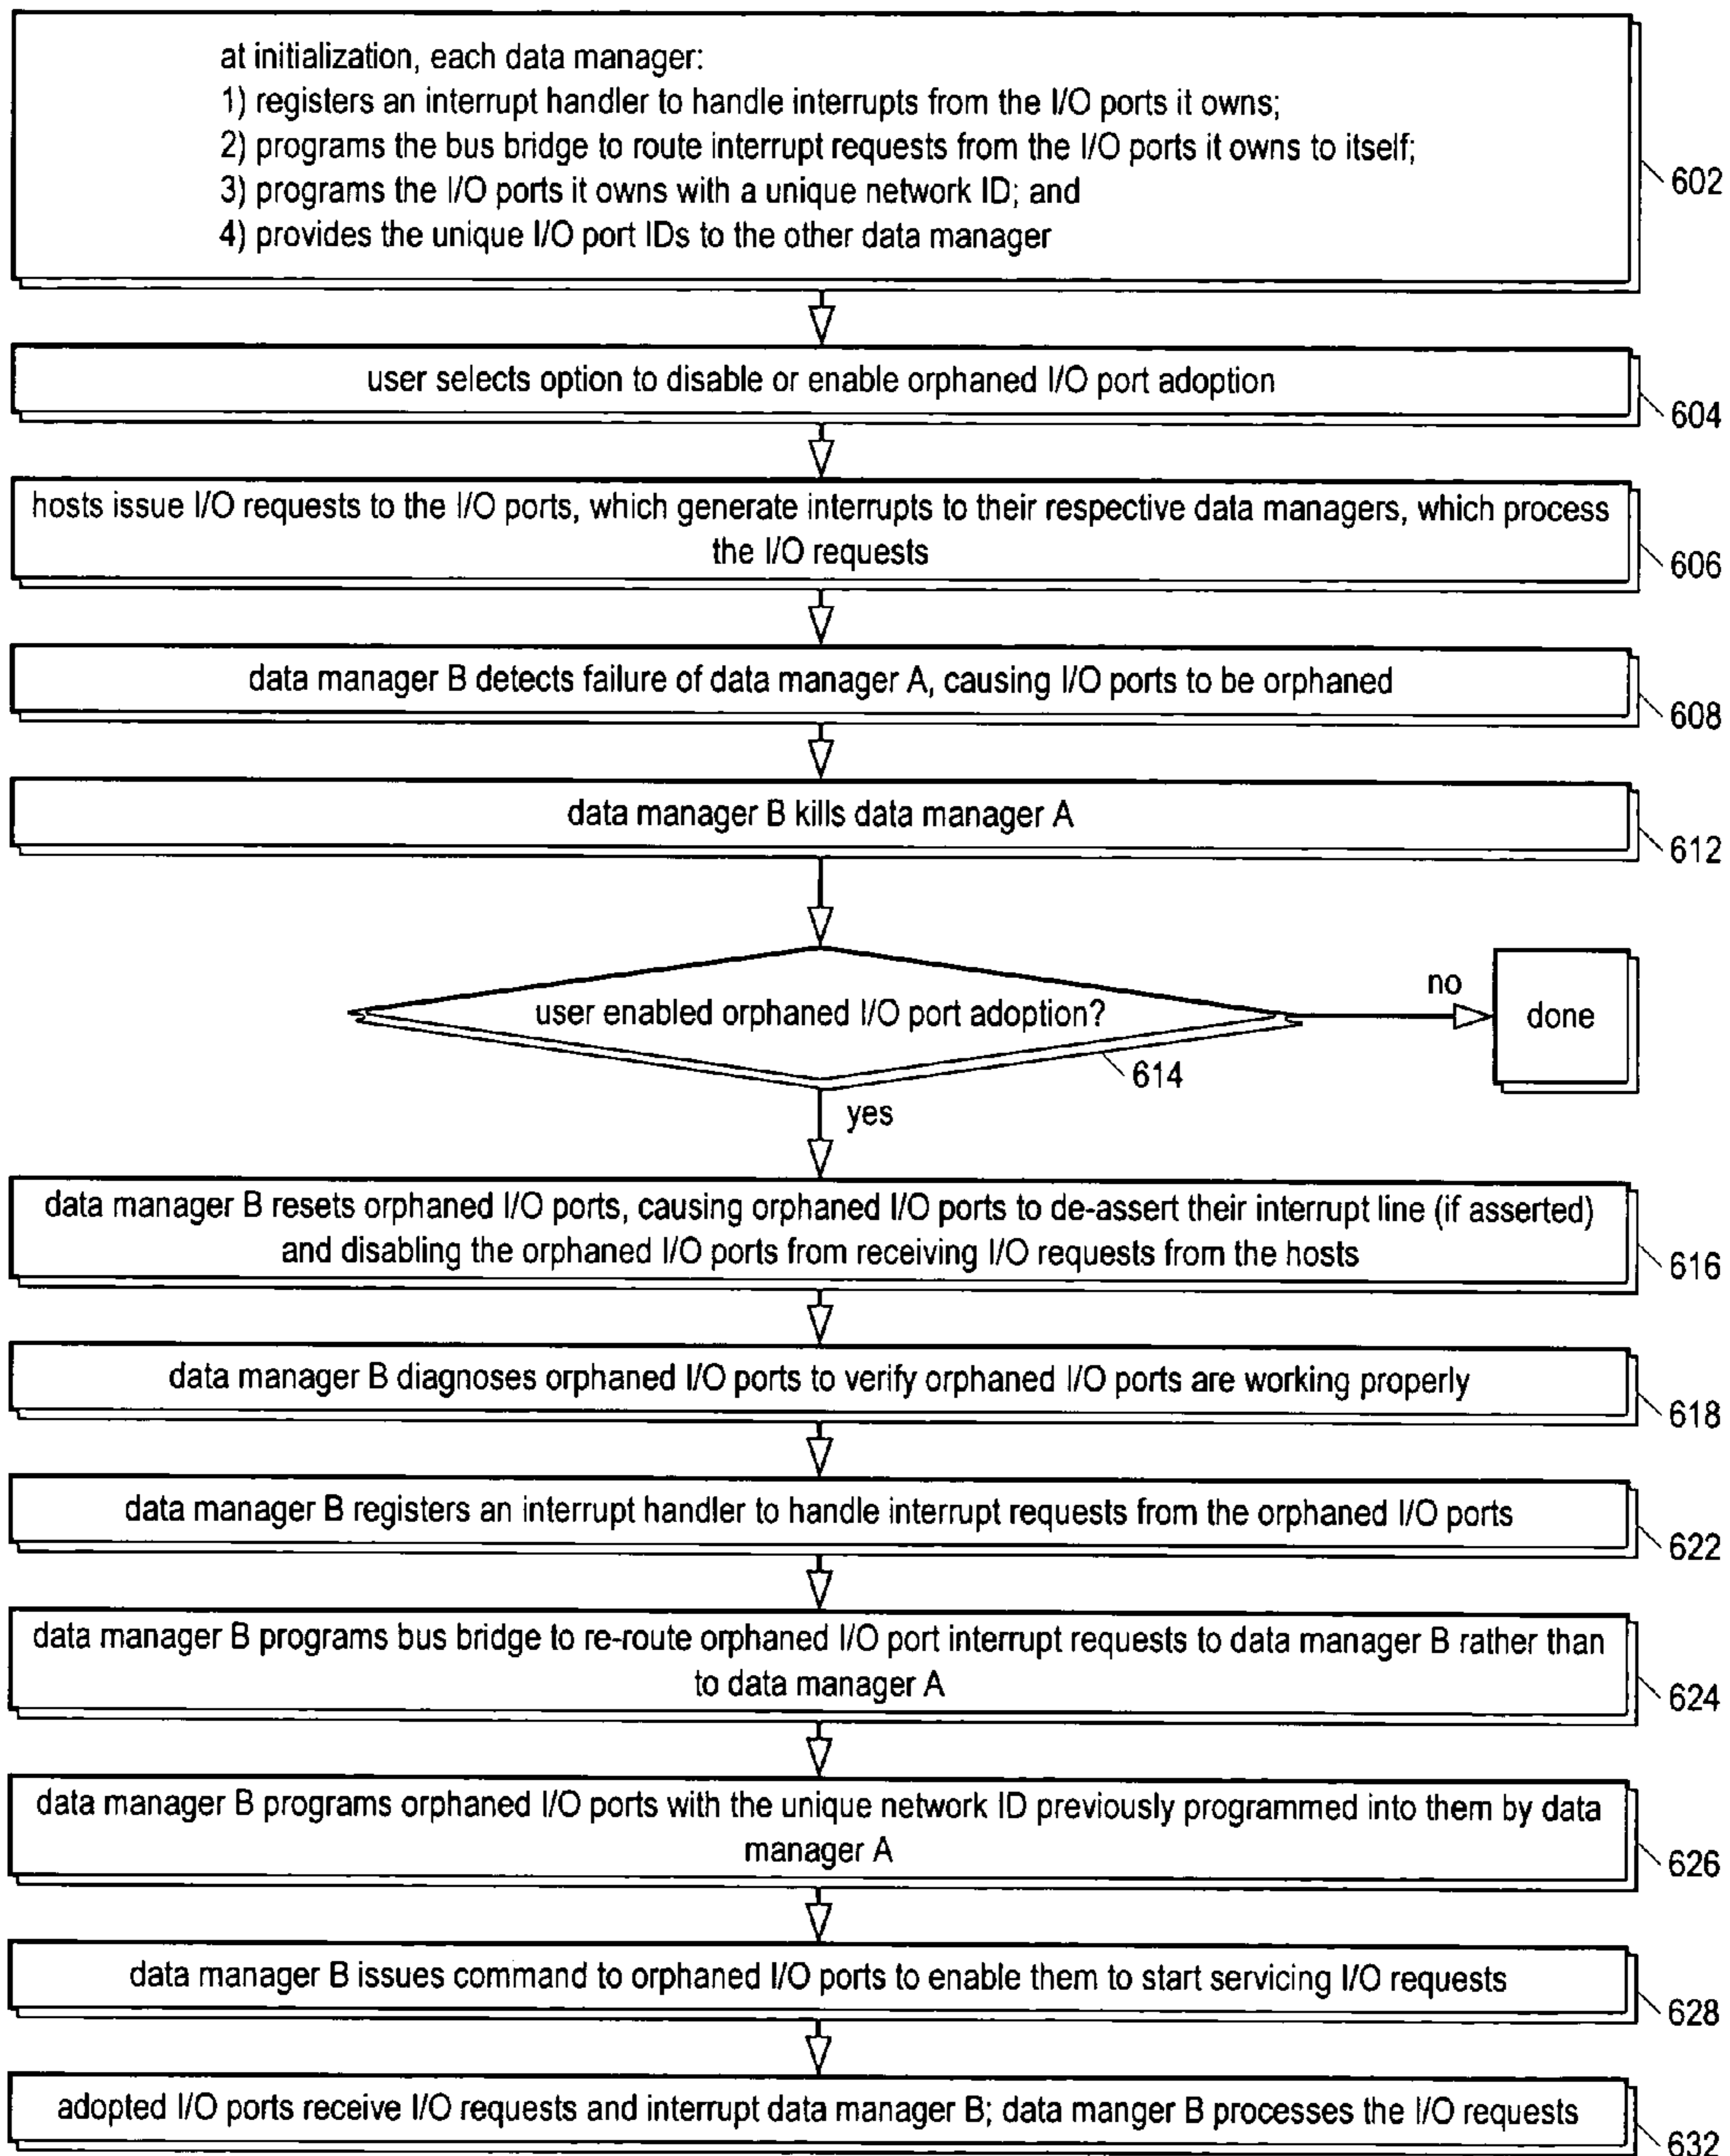 at initialization, each data manager:
1) registers an interrupt handler to handle interrupts from the I/O ports it owns;
2) programs the bus bridge to route interrupt requests from the I/O ports it owns to itself;
3) programs the I/O ports it owns with a unique network ID; and
4) provides the unique I/O port IDs to the other data manager
602
user selects option to disable or enable orphaned I/O port adoption
604
hosts issue I/O requests to the I/O ports, which generate interrupts to their respective data managers, which process
the I/O requests
606
data manager B detects failure of data manager A, causing I/O ports to be orphaned
608
data manager B kills data manager A
612
user enabled orphaned I/O port adoption?
no
done
614
yes
data manager B resets orphaned I/O ports, causing orphaned I/O ports to de-assert their interrupt line (if asserted)
and disabling the orphaned I/O ports from receiving I/O requests from the hosts
616
data manager B diagnoses orphaned I/O ports to verify orphaned I/O ports are working properly
618
data manager B registers an interrupt handler to handle interrupt requests from the orphaned I/O ports
622
data manager B programs bus bridge to re-route orphaned I/O port interrupt requests to data manager B rather than
to data manager A
624
data manager B programs orphaned I/O ports with the unique network ID previously programmed into them by data
manager A
626
data manager B issues command to orphaned I/O ports to enable them to start servicing I/O requests
628
adopted I/O ports receive I/O requests and interrupt data manager B; data manger B processes the I/O requests
632